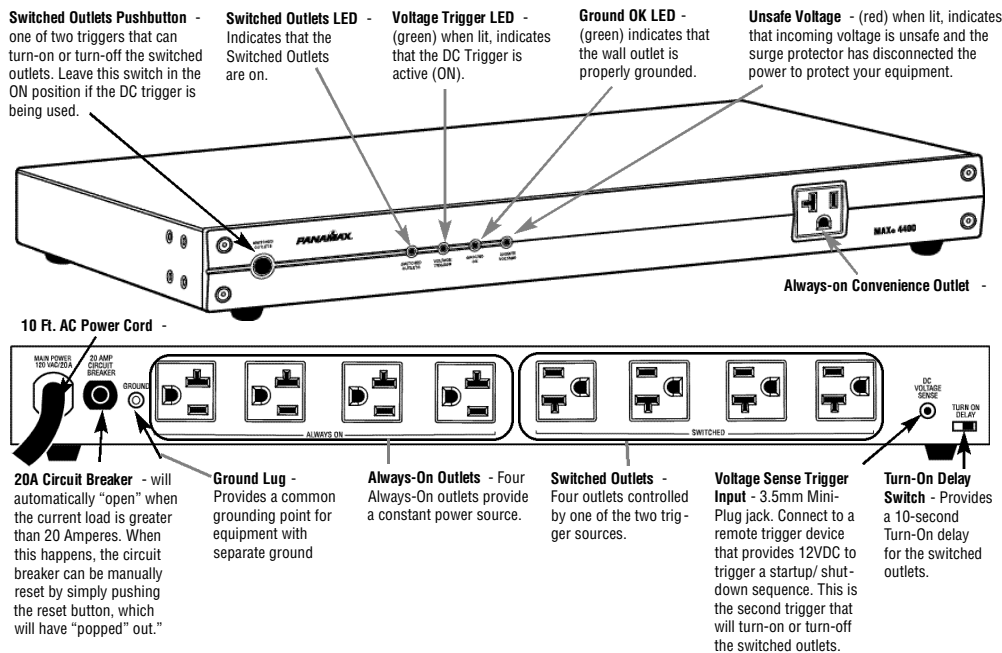 Switched Outlets Pushbutton -
one of two triggers that can
turn-on or turn-off the switched
outlets. Leave this switch in the
ON position if the DC trigger is
being used.
Switched Outlets LED -
Indicates that the
Switched Outlets
are on.
Voltage Trigger LED -
(green) when lit, indicates
that the DC Trigger is
active (ON).
Ground OK LED -
(green) indicates that
the wall outlet is
properly grounded.
Unsafe Voltage - (red) when lit, indicates
that incoming voltage is unsafe and the
surge protector has disconnected the
power to protect your equipment.
SWITCHED
OUTLETS
PANAMAX
SWITCHED
OUTLETS
VOLTAGE
TRIGGER
GROUND
OK
UNSAFE
VOLTAGE
MAX® 4400
Always-on Convenience Outlet -
10 Ft. AC Power Cord -
MAIN POWER
120 VAC/20A
20 AMP
CIRCUIT
BREAKER
GROUND
ALWAYS ON
SWITCHED
DC
VOLTAGE
SENSE
TURN ON
DELAY
20A Circuit Breaker - will
automatically “open” when
the current load is greater
than 20 Amperes. When
this happens, the circuit
breaker can be manually
reset by simply pushing
the reset button, which
will have “popped” out.”
Ground Lug -
Provides a common
grounding point for
equipment with
separate ground
Always-On Outlets - Four
Always-On outlets provide
a constant power source.
Switched Outlets -
Four outlets controlled
by one of the two trig-
ger sources.
Voltage Sense Trigger
Input - 3.5mm Mini-
Plug jack. Connect to a
remote trigger device
that provides 12VDC to
trigger a startup/ shut-
down sequence. This is
the second trigger that
will turn-on or turn-off
the switched outlets.
Turn-On Delay
Switch - Provides
a 10-second
Turn-On delay
for the switched
outlets.